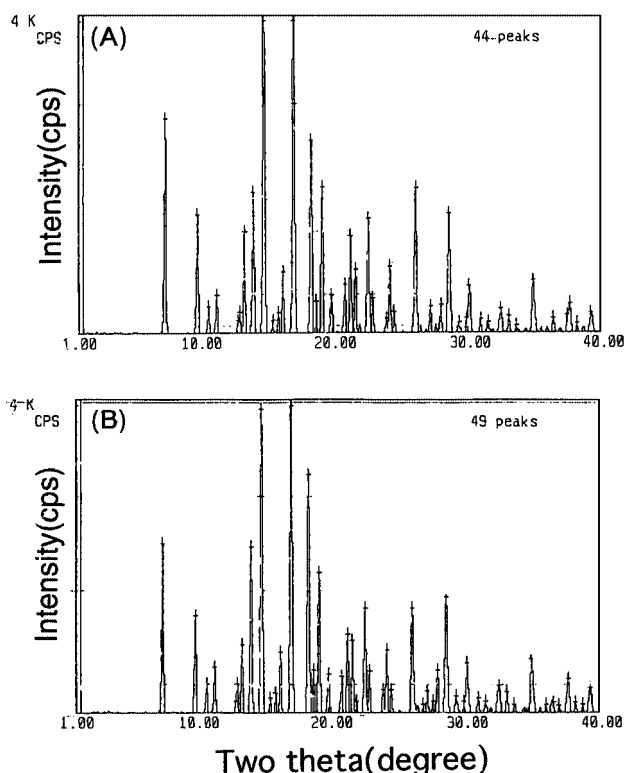 4 K
CPS
(A)
44 peaks
Intensity(cps)
1.00 10.00 20.00 30.00 40.00
4 K
CPS
(B)
49 peaks
Intensity(cps)
1.00 10.00 20.00 30.00 40.00
Two theta(degree)